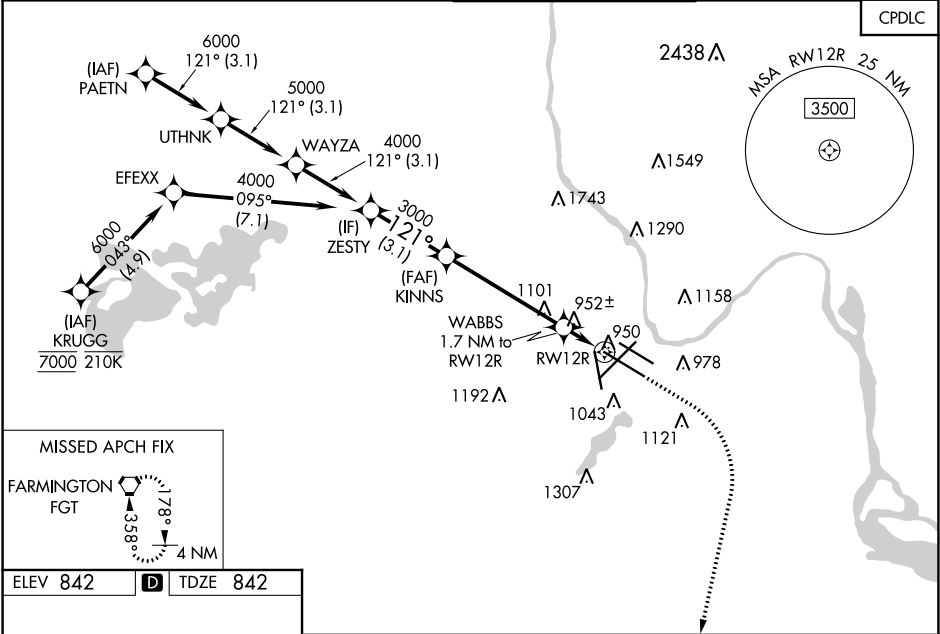 CPDLC
2438
MSA RW12R 25 NM
3500
6000
121° (3.1)
(IAF)
PAETN
5000
121° (3.1)
UTHNK
WAYZA
4000
121° (3.1)
EFEXX
4000
095°
(7.1)
3000
121°
(3.1)
(IF)
ZESTY
6000
043°
(4.9)
(FAF)
KINNS
(IAF)
KRUGG
7000 210K
1549
1743
1290
1158
1101
952±
950
WABBS
1.7 NM to
RW12R
RW12R
978
1192
1043
1121
1307
MISSED APCH FIX
FARMINGTON
FGT
178°
358°
4 NM
ELEV 842
D
TDZE 842